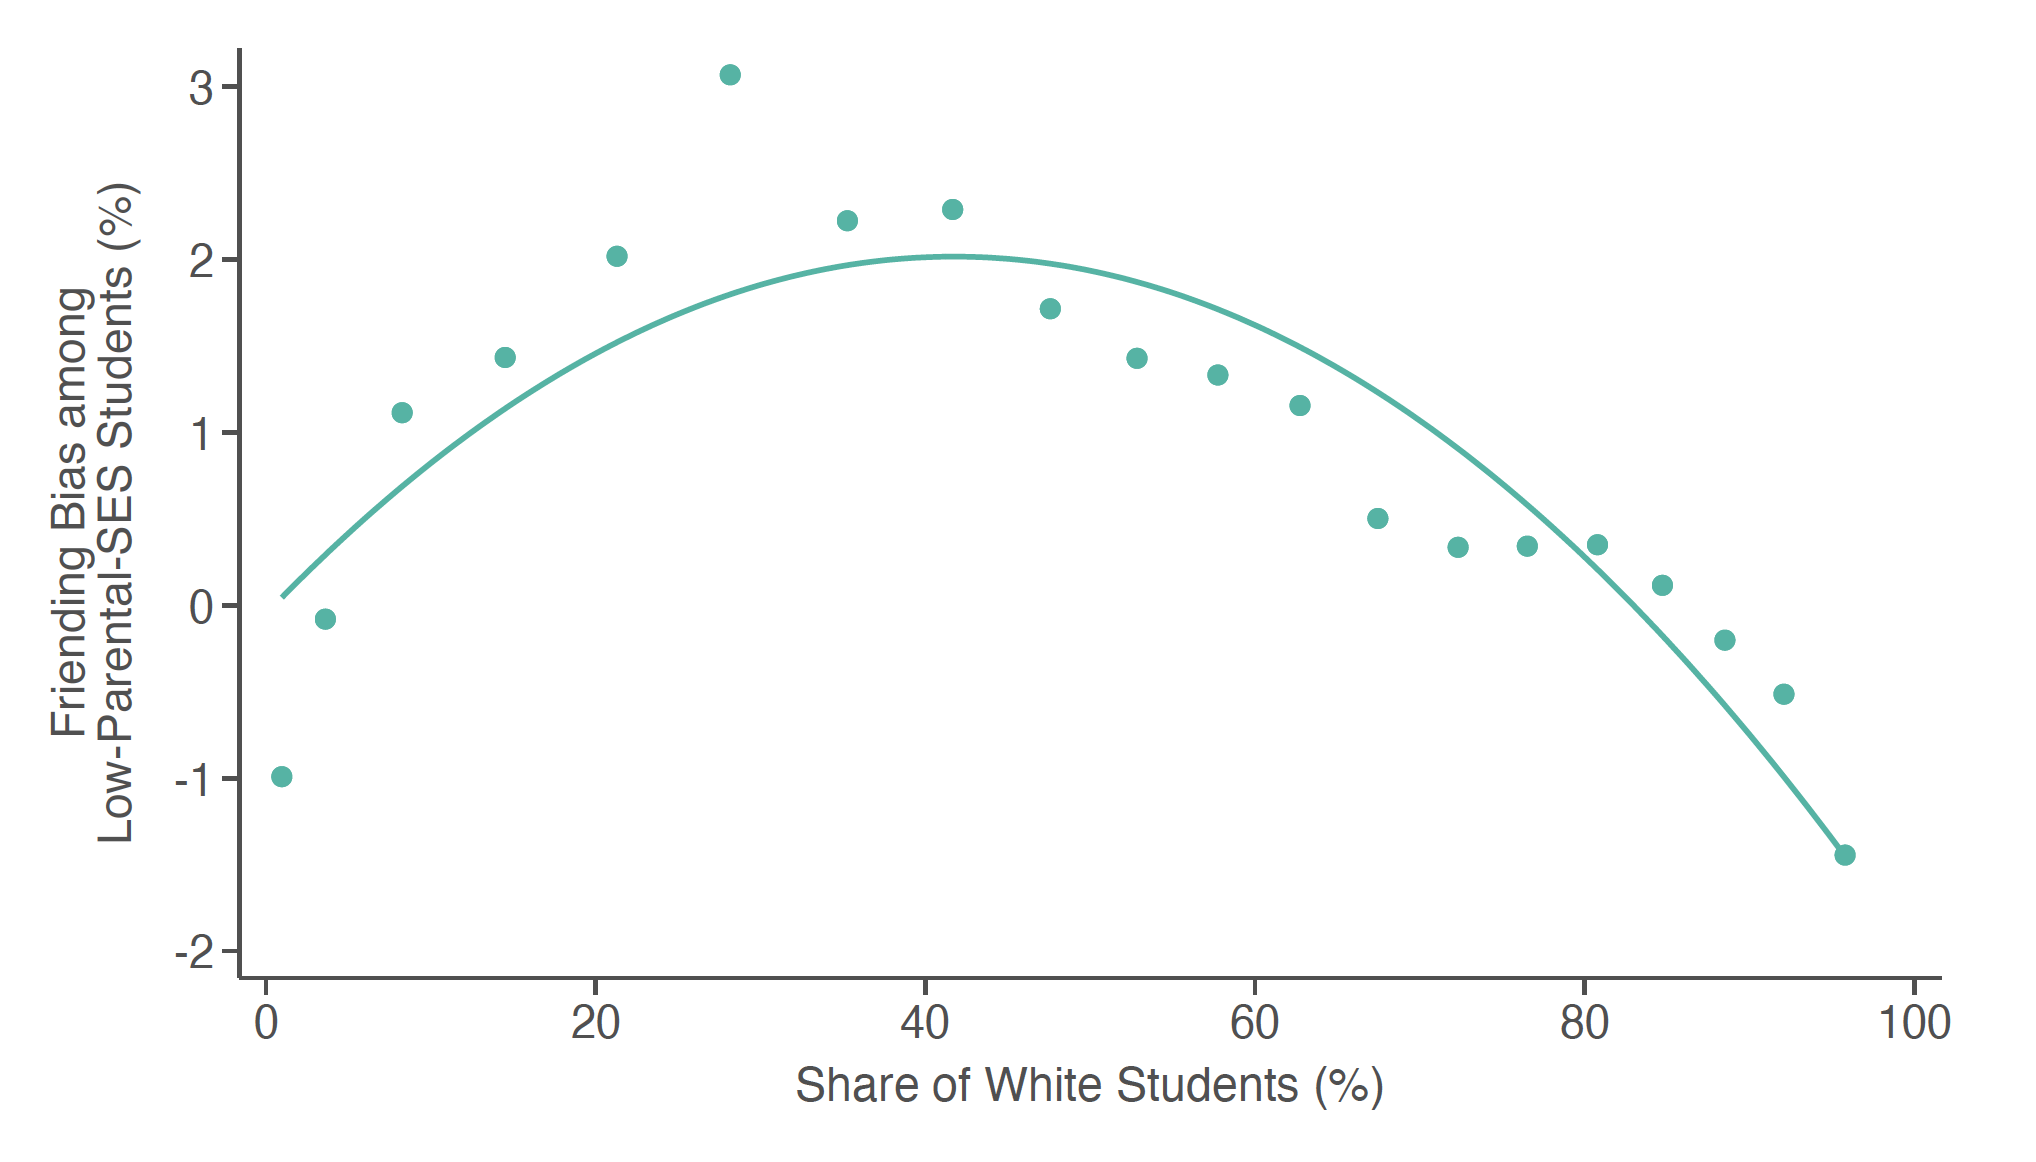 Friending Bias among
Low-Parental-SES Students (%)
3
2
1
0
-1
-2
0 20 40 60 80 100
Share of White Students (%)